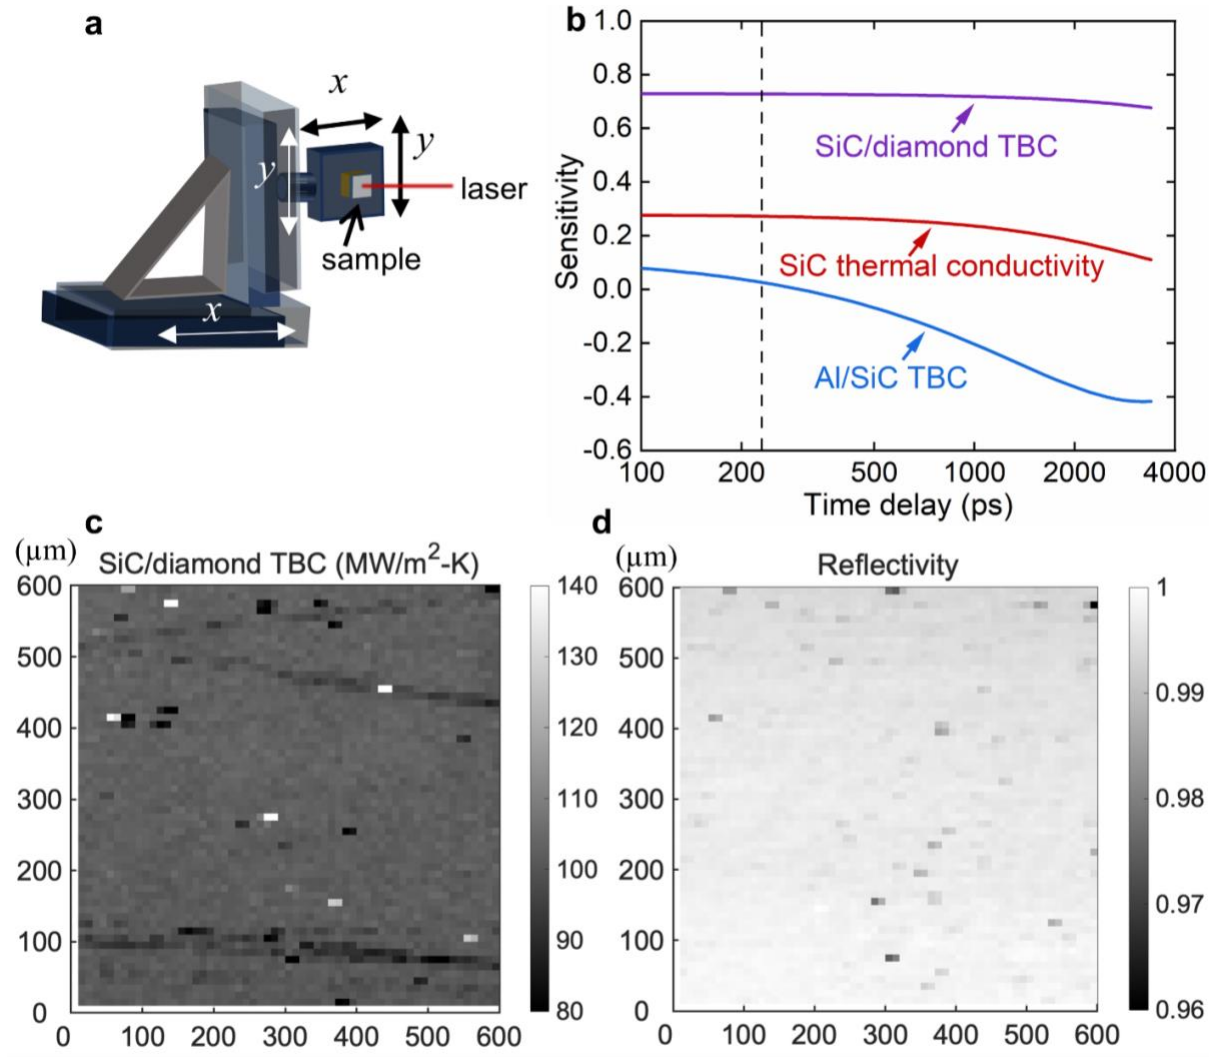 a
x
y
y
laser
sample
x
b
1.0
0.8
0.6
0.4
0.2
0.0
-0.2
-0.4
-0.6
Sensitivity
SiC/diamond TBC
SiC thermal conductivity
Al/SiC TBC
100 200 500 1000 2000 4000
Time delay (ps)
c
(μm) SiC/diamond TBC (MW/m²-K)
600
500
400
300
200
100
0
0 100 200 300 400 500 600
140
130
120
110
100
90
80
d
(μm) Reflectivity
600
500
400
300
200
100
0
0 100 200 300 400 500 600
1
0.99
0.98
0.97
0.96